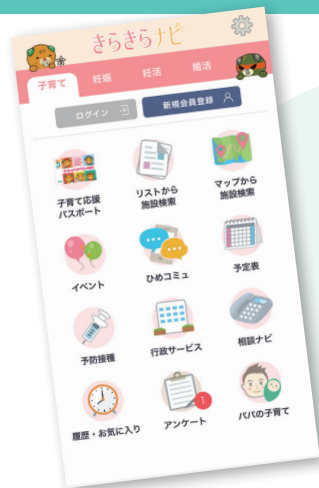 きらきらナビ
子育て
妊娠
妊活
婚活
ログイン
新規会員登録
子育て応援
パスポート
リストから
施設検索
マップから
施設検索
イベント
ひめコミュ
予定表
予防接種
行政サービス
相談ナビ
履歴・お気に入り
アンケート
1
パパの子育て